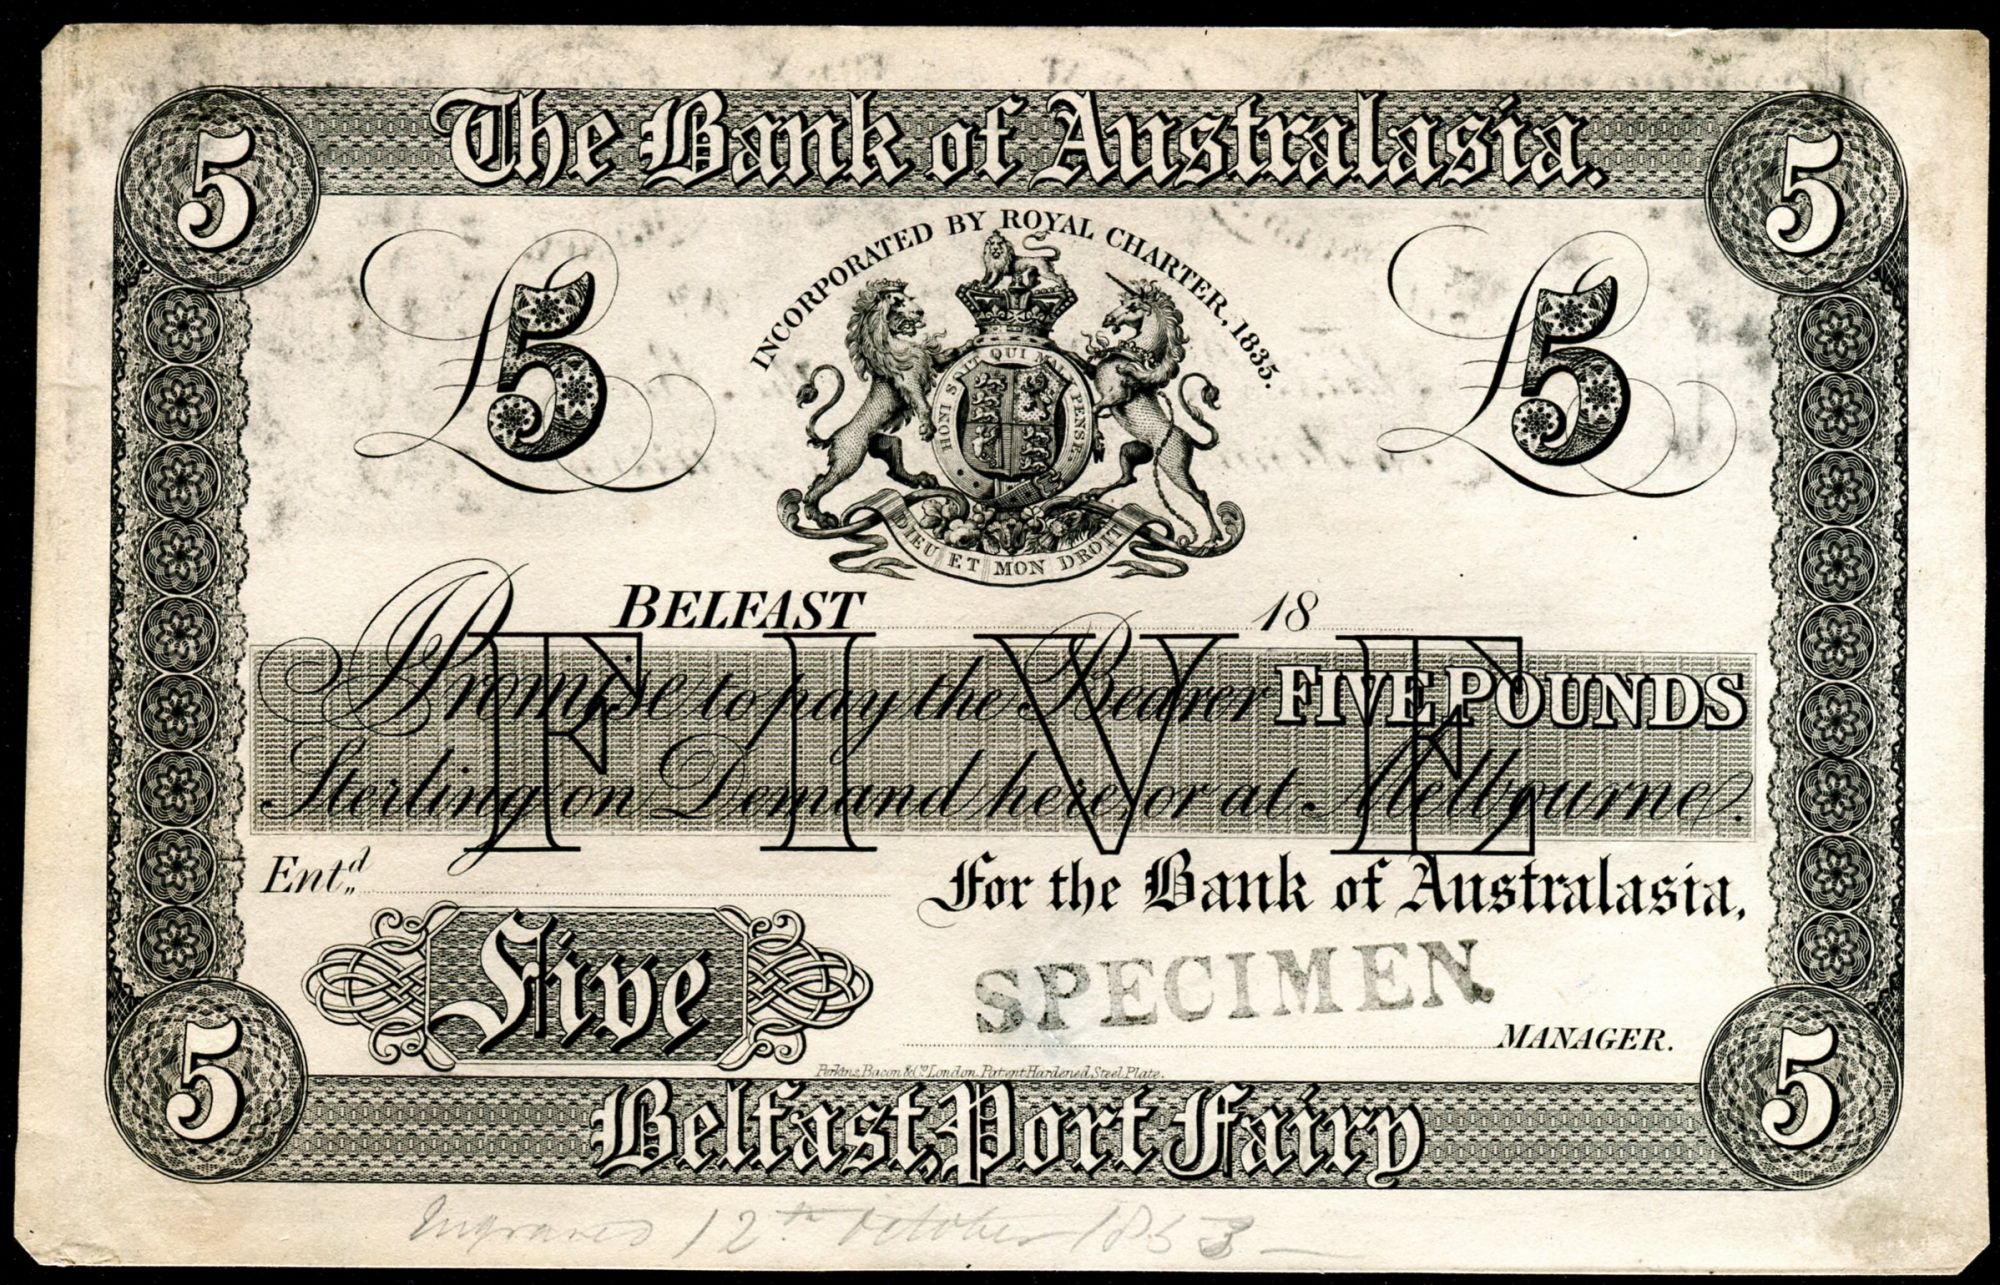 5 The Bank of Australasia. 5
INCORPORATED BY ROYAL CHARTER, 1835.
£5 £5
HONI SOIT QUI MAL Y PENSE
DIEU ET MON DROIT
BELFAST 18
FIVE
I Promise to pay the Bearer FIVE POUNDS
Sterling on Demand here or at Melbourne.
Entd
For the Bank of Australasia,
Five
SPECIMEN.
MANAGER.
Perkins, Bacon & Co. London. Patent Hardened Steel Plate.
5 Belfast, Port Fairy 5
Engraved 12th October 1863